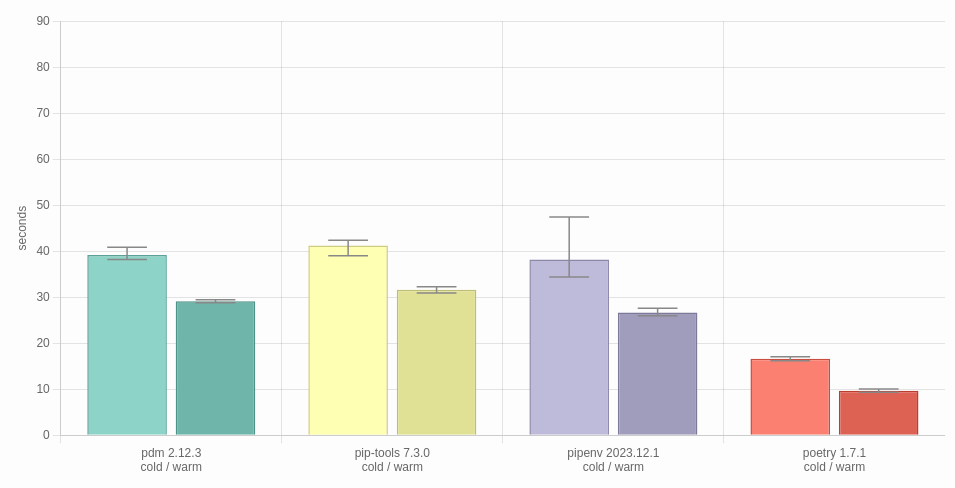 90
80
70
60
50
40
30
20
10
0
seconds
pdm 2.12.3
cold / warm
pip-tools 7.3.0
cold / warm
pipenv 2023.12.1
cold / warm
poetry 1.7.1
cold / warm